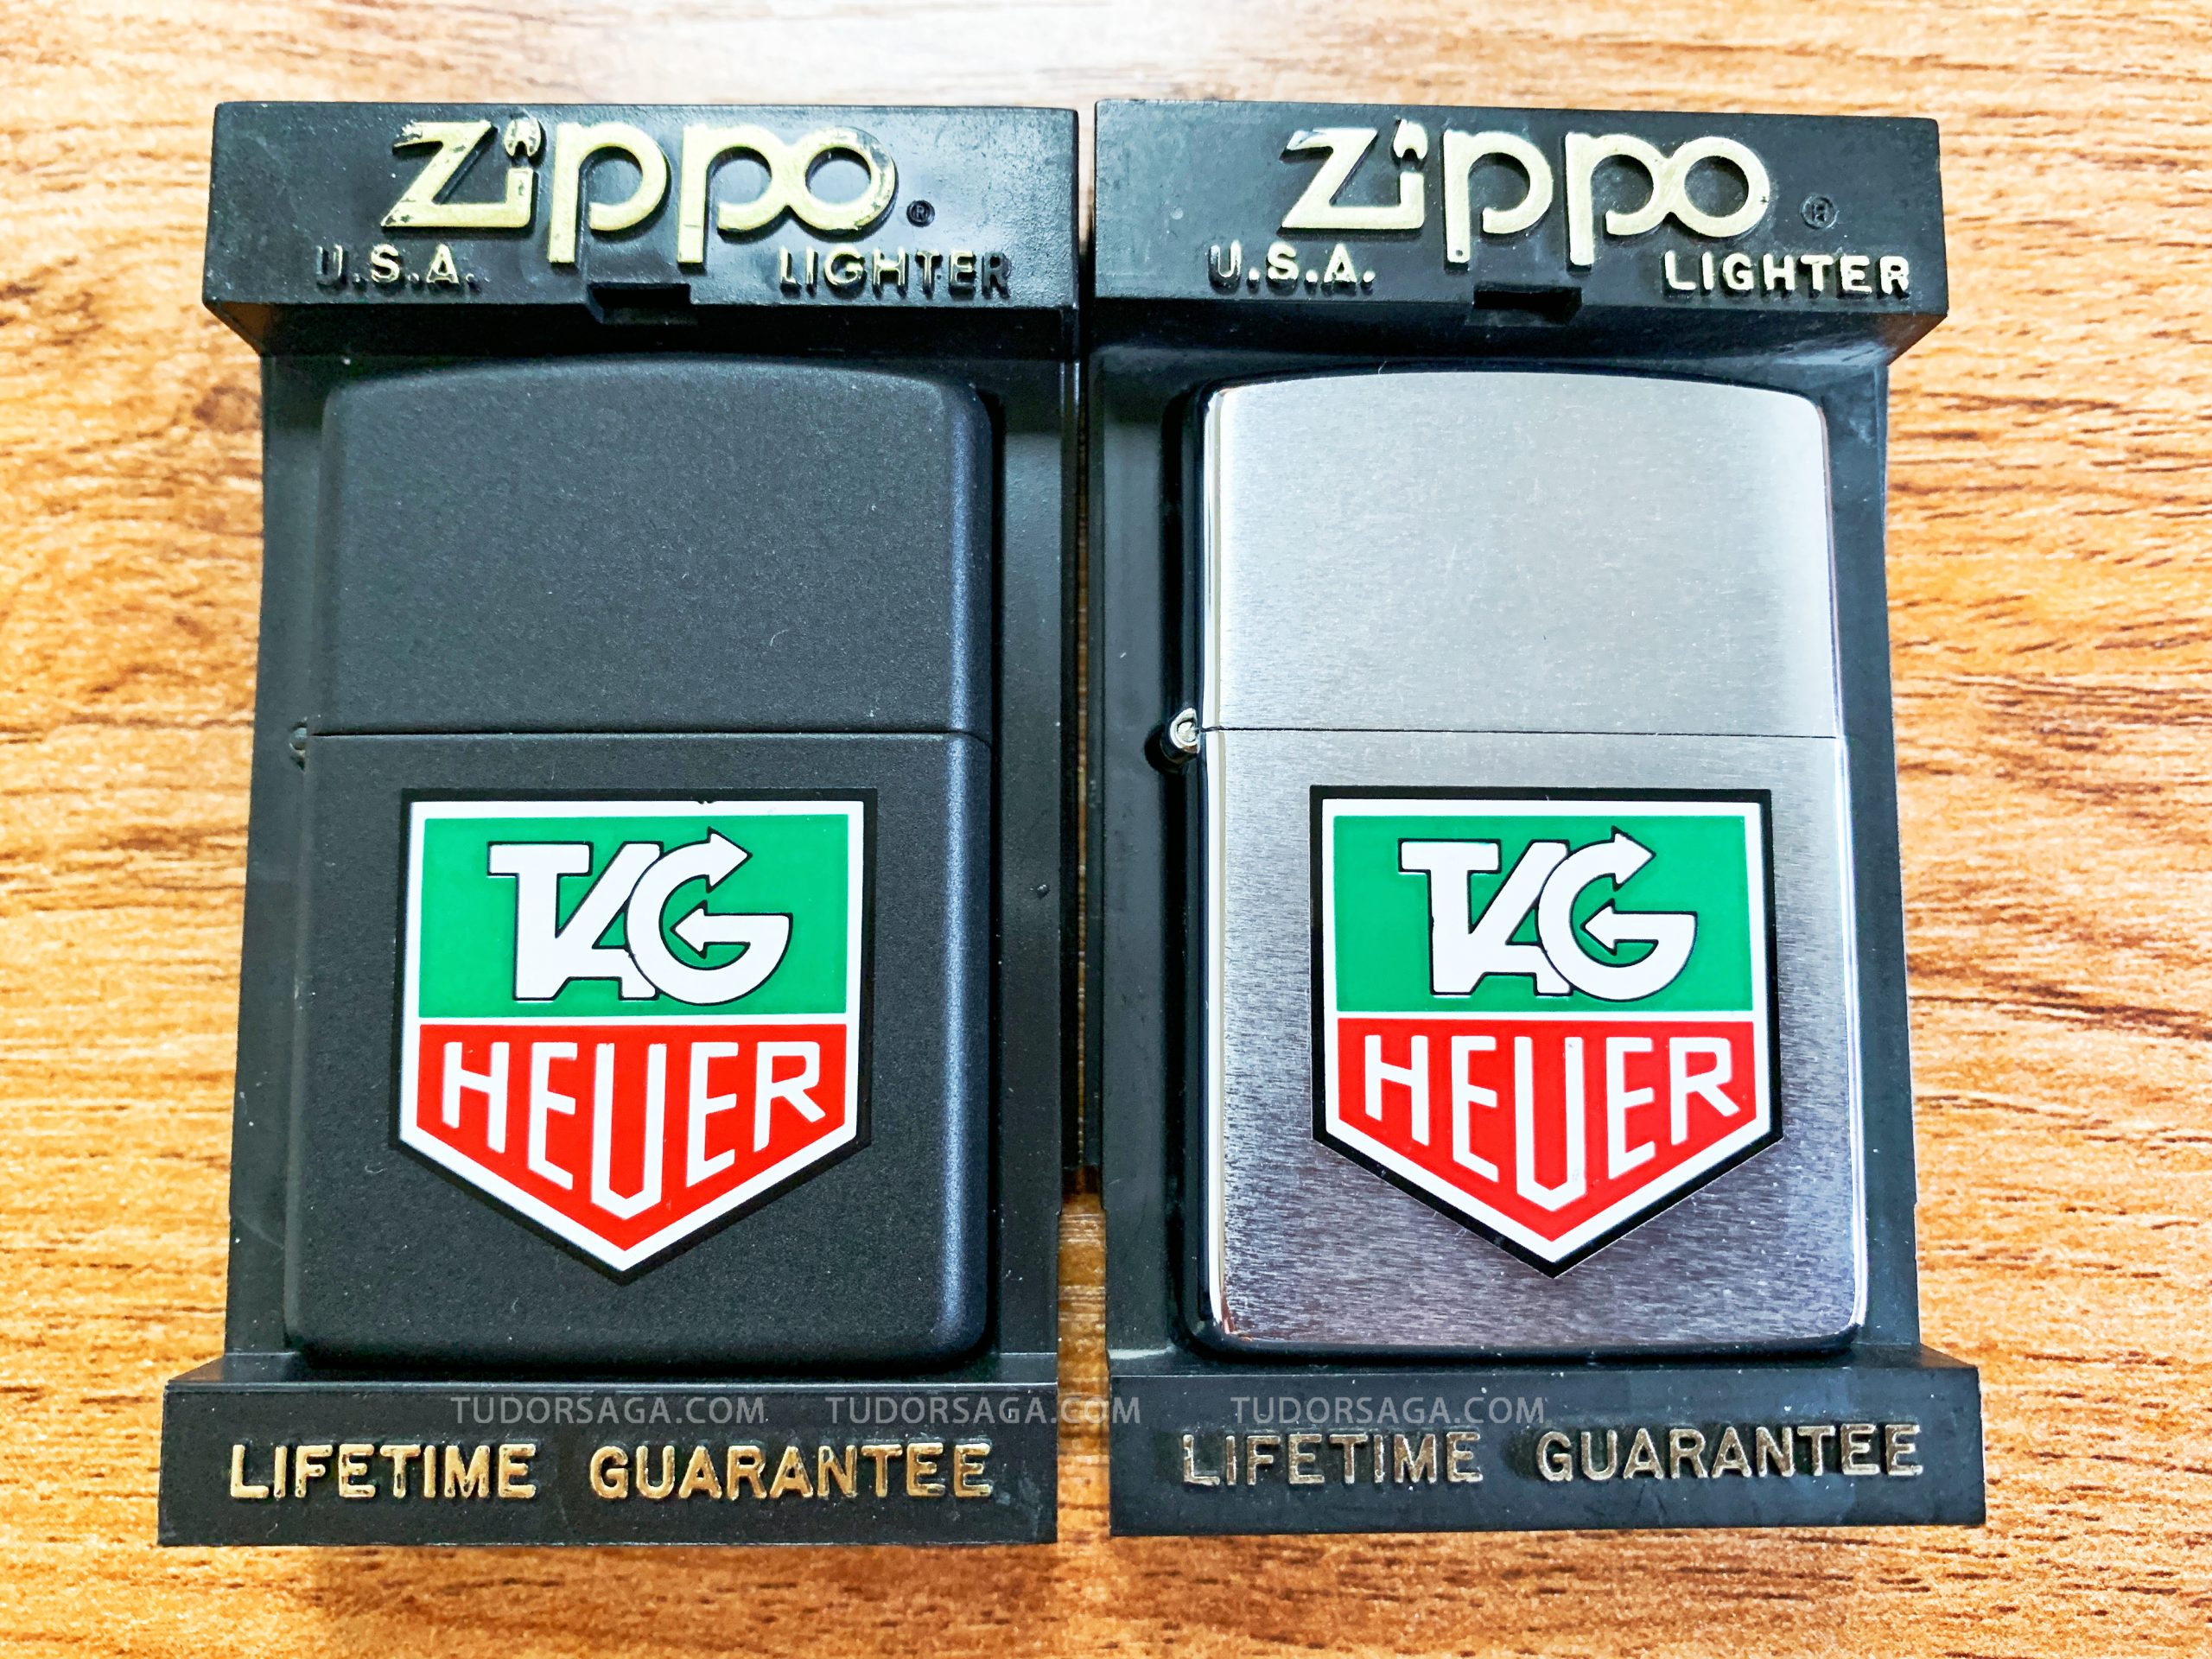 Zippo®
U.S.A. LIGHTER
TAG
HEUER
TUDORSAGA.COM TUDORSAGA.COM
LIFETIME GUARANTEE
Zippo®
U.S.A. LIGHTER
TAG
HEUER
TUDORSAGA.COM
LIFETIME GUARANTEE